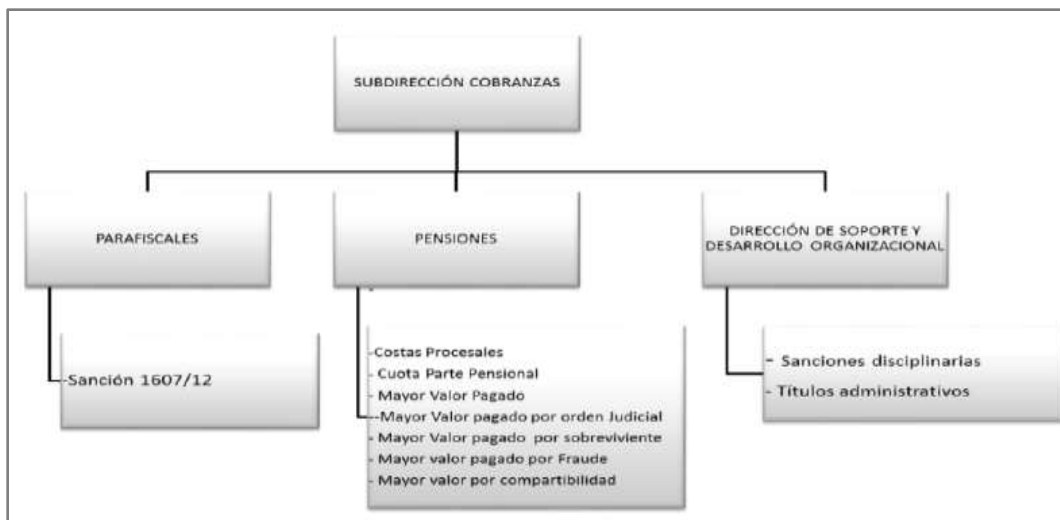 SUBDIRECCIÓN COBRANZAS
PARAFISCALES
PENSIONES
DIRECCIÓN DE SOPORTE Y
DESARROLLO ORGANIZACIONAL
-Sanción 1607/12
-Costas Procesales
- Cuota Parte Pensional
- Mayor Valor Pagado
-Mayor Valor pagado por orden Judicial
- Mayor Valor pagado por sobreviviente
- Mayor valor pagado por Fraude
- Mayor valor por compartibilidad
- Sanciones disciplinarias
- Títulos administrativos